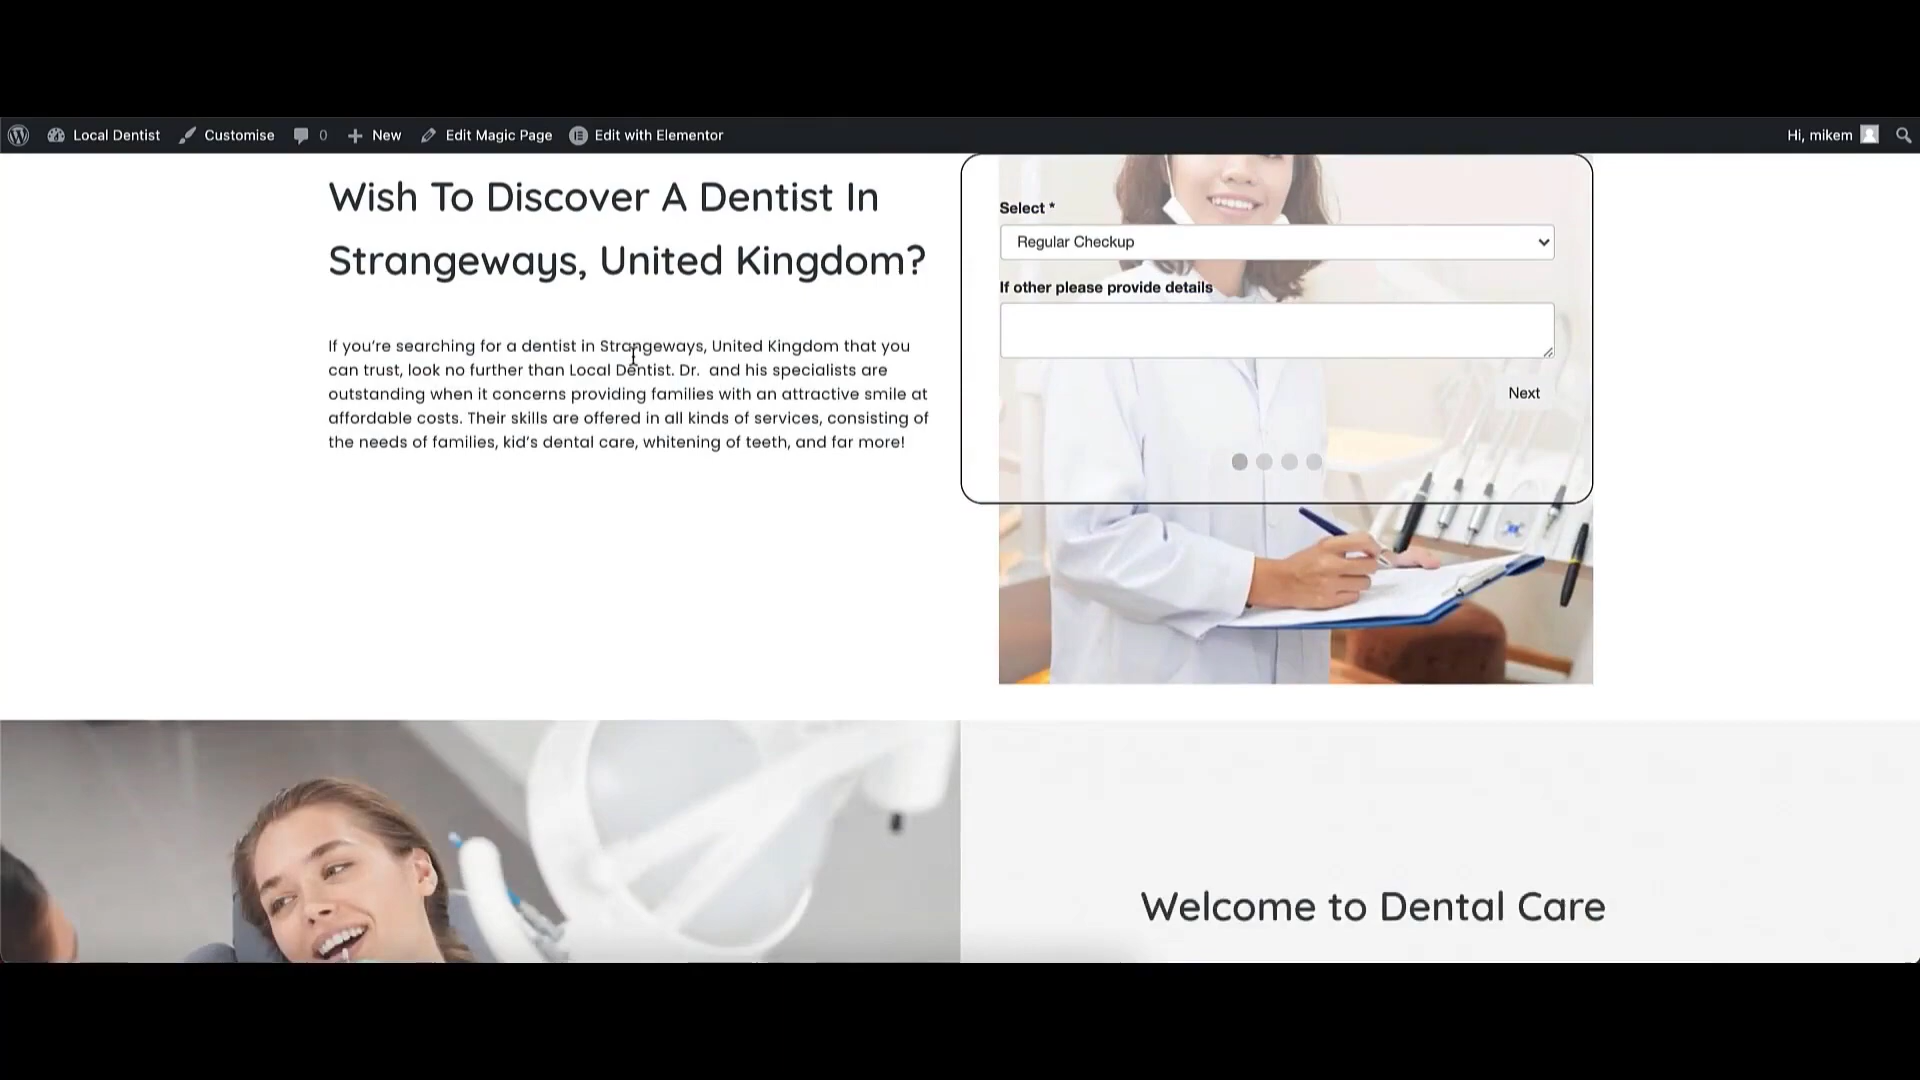 Local Dentist Customise 0 New Edit Magic Page Edit with Elementor Hi, mikem
Wish To Discover A Dentist In
Strangeways, United Kingdom?
If you're searching for a dentist in Strangeways, United Kingdom that you
can trust, look no further than Local Dentist. Dr. and his specialists are
outstanding when it concerns providing families with an attractive smile at
affordable costs. Their skills are offered in all kinds of services, consisting of
the needs of families, kid's dental care, whitening of teeth, and far more!
Select *
Regular Checkup
If other please provide details
Next
Welcome to Dental Care